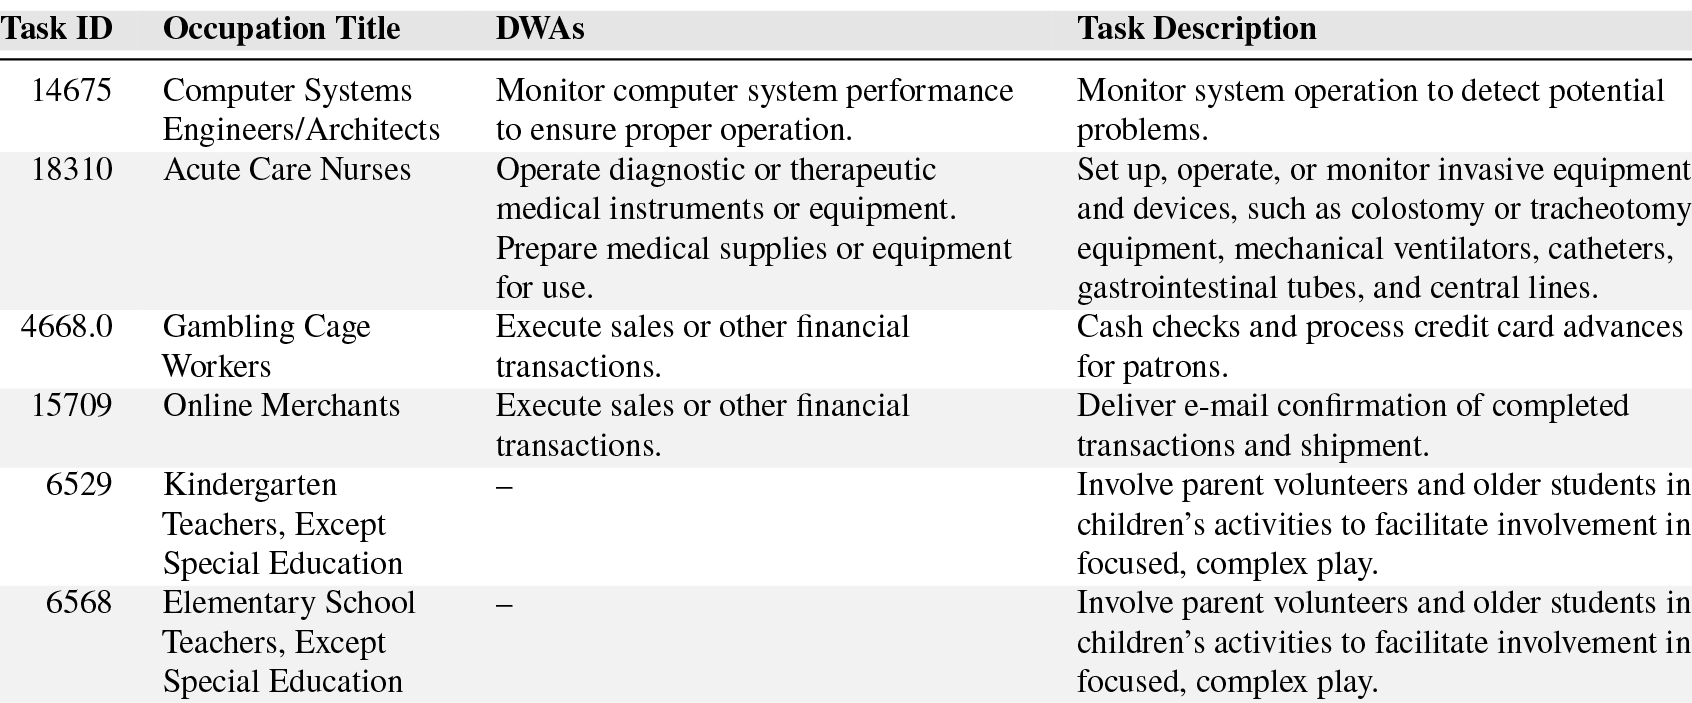 Task ID Occupation Title DWAs Task Description
14675 Computer Systems Monitor computer system performance Monitor system operation to detect potential
Engineers/Architects to ensure proper operation. problems.
18310 Acute Care Nurses Operate diagnostic or therapeutic Set up, operate, or monitor invasive equipment
medical instruments or equipment. and devices, such as colostomy or tracheotomy
Prepare medical supplies or equipment equipment, mechanical ventilators, catheters,
for use. gastrointestinal tubes, and central lines.
4668.0 Gambling Cage Execute sales or other financial Cash checks and process credit card advances
Workers transactions. for patrons.
15709 Online Merchants Execute sales or other financial Deliver e-mail confirmation of completed
transactions. transactions and shipment.
6529 Kindergarten – Involve parent volunteers and older students in
Teachers, Except children’s activities to facilitate involvement in
Special Education focused, complex play.
6568 Elementary School – Involve parent volunteers and older students in
Teachers, Except children’s activities to facilitate involvement in
Special Education focused, complex play.